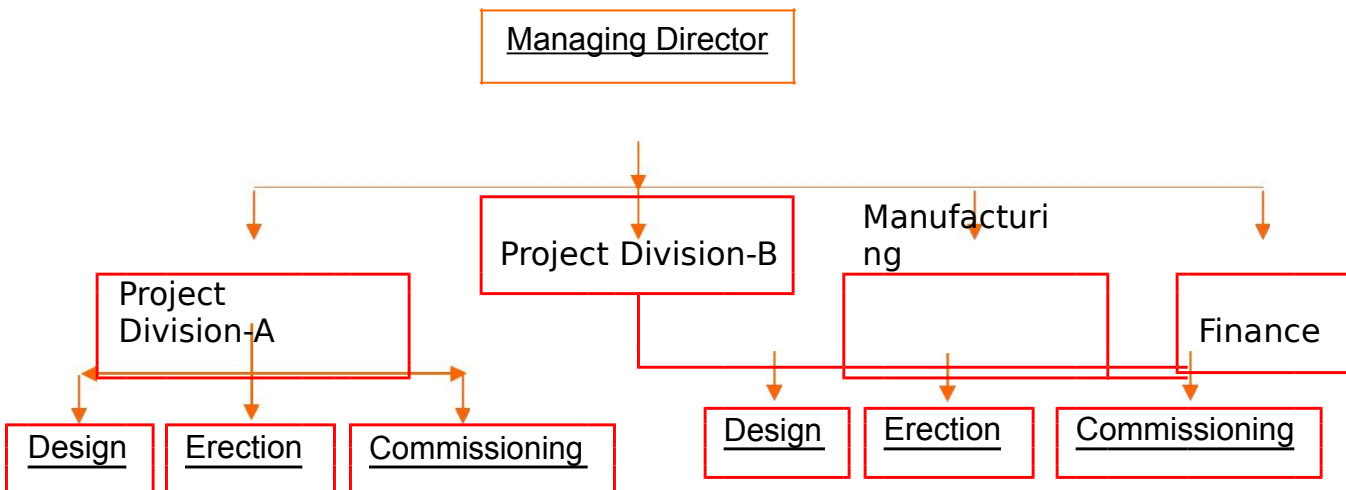 Managing Director
Manufacturi
ng
Project Division-B
Project
Division-A
Finance
Design
Erection
Commissioning
Design
Erection
Commissioning